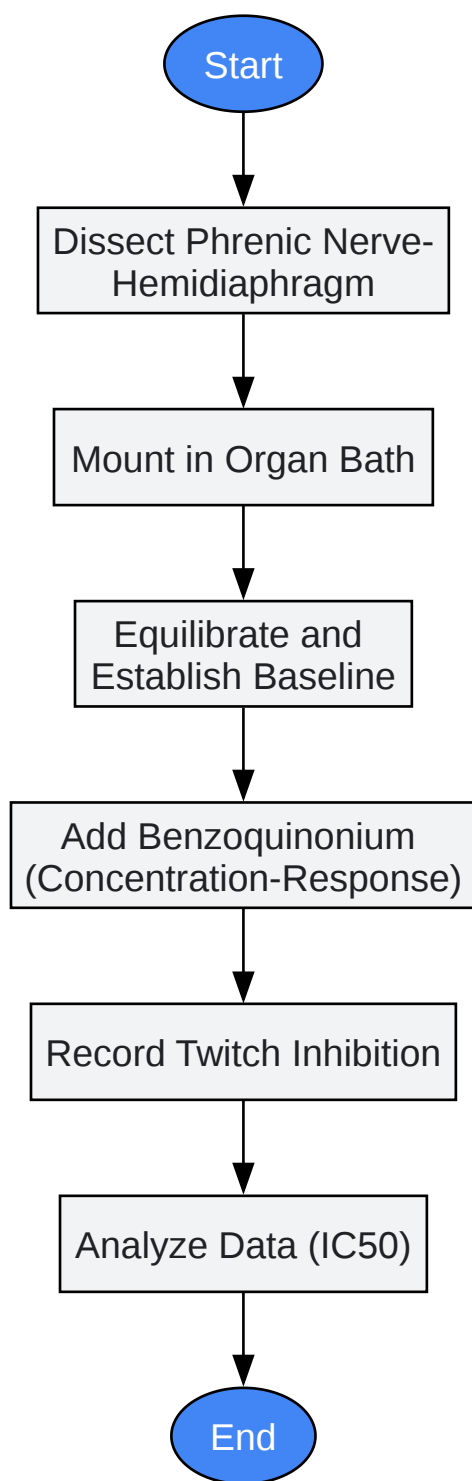 Start
Dissect Phrenic Nerve-
Hemidiaphragm
Mount in Organ Bath
Equilibrate and
Establish Baseline
Add Benzoquinonium
(Concentration-Response)
Record Twitch Inhibition
Analyze Data (IC50)
End